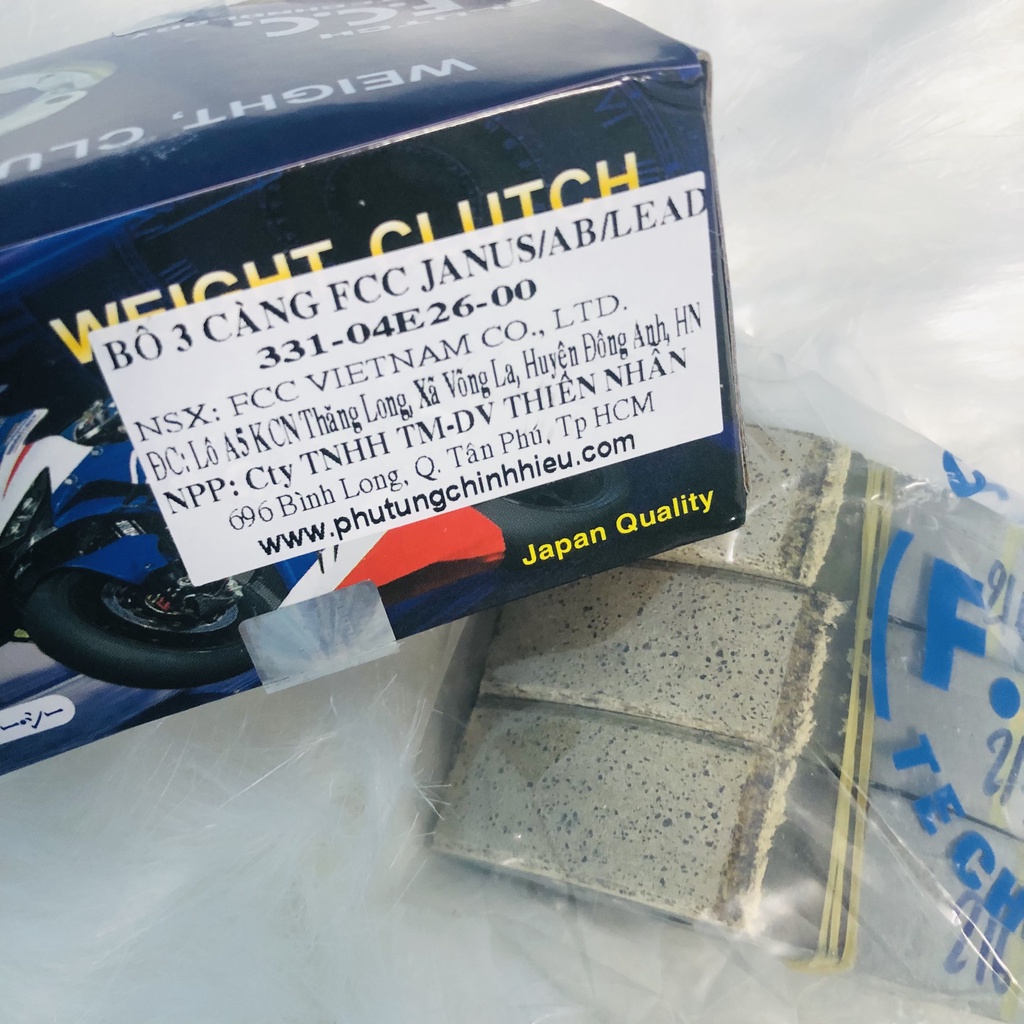 FCC
WEIGHT, CLU
WEIGHT CLUTCH
BỘ 3 CÀNG FCC JANUS/AB/LEAD
331-04E26-00
NSX: FCC VIETNAM CO., LTD.
ĐC: Lô A5 KCN Thăng Long, Xã Võng La, Huyện Đông Anh, HN
NPP: Cty TNHH TM-DV THIÊN NHÂN
696 Bình Long, Q. Tân Phú, Tp HCM
www.phutungchinhhieu.com
Japan Quality
(F.
TECH